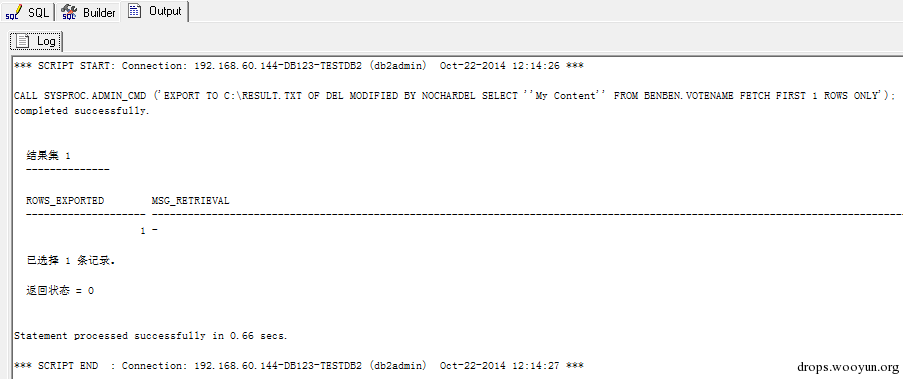 SQL Builder Output
Log
*** SCRIPT START: Connection: 192.168.60.144-DB123-TESTDB2 (db2admin) Oct-22-2014 12:14:26 ***
CALL SYSPROC.ADMIN_CMD ('EXPORT TO C:\RESULT.TXT OF DEL MODIFIED BY NOCHARDEL SELECT ''My Content'' FROM BENBEN.VOTENAME FETCH FIRST 1 ROWS ONLY');
completed successfully.
结果集 1
--------------
ROWS_EXPORTED MSG_RETRIEVAL
-------------------- ----------------------------------------------------------------------------------------------------------------------------
1 -
已选择 1 条记录。
返回状态 = 0
Statement processed successfully in 0.66 secs.
*** SCRIPT END : Connection: 192.168.60.144-DB123-TESTDB2 (db2admin) Oct-22-2014 12:14:27 ***
drops.wooyun.org